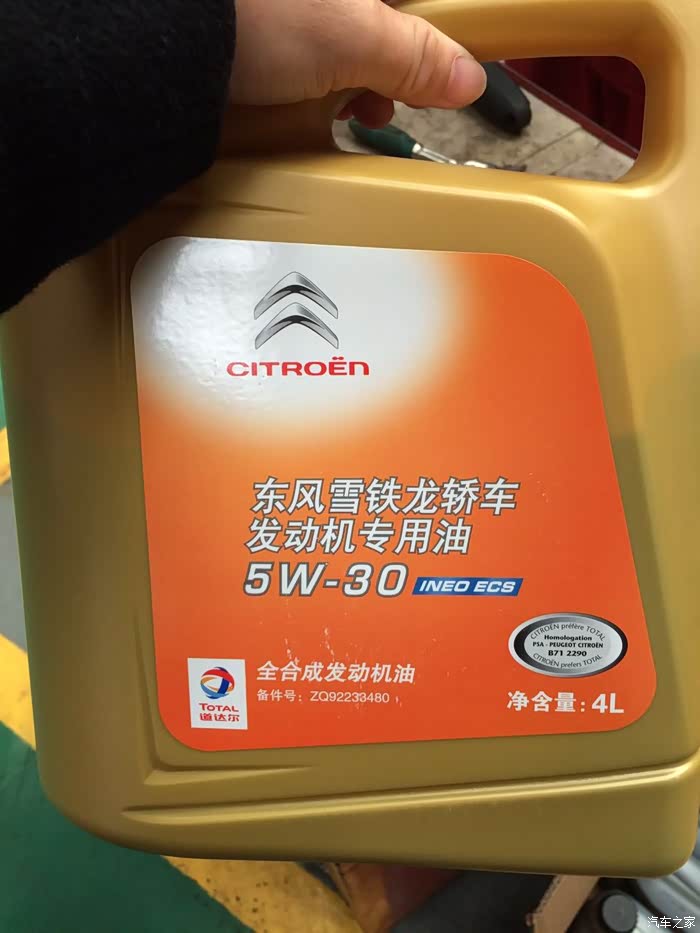 CITROËN
东风雪铁龙轿车
发动机专用油
5W-30 INEO ECS
CITROËN préfère TOTAL
Homologation
PSA - PEUGEOT CITROËN
B71 2290
CITROËN prefers TOTAL
TOTAL
道达尔
全合成发动机油
备件号：ZQ92233480
净含量：4L
汽车之家